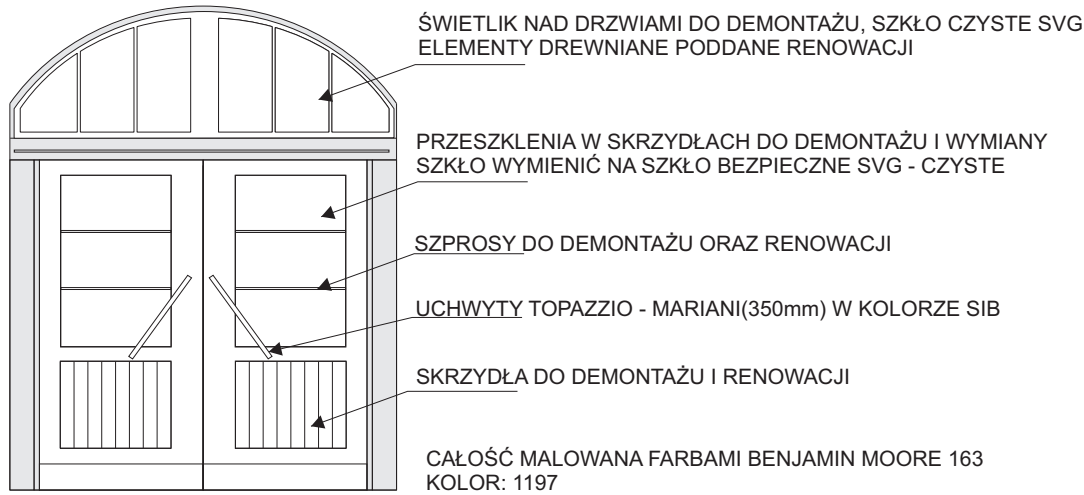 ŚWIETLIK NAD DRZWIAMI DO DEMONTAŻU, SZKŁO CZYSTE SVG
ELEMENTY DREWNIANE PODDANE RENOWACJI
PRZESZKLENIA W SKRZYDŁACH DO DEMONTAŻU I WYMIANY
SZKŁO WYMIENIĆ NA SZKŁO BEZPIECZNE SVG - CZYSTE
SZPROSY DO DEMONTAŻU ORAZ RENOWACJI
UCHWYTY TOPAZZIO - MARIANI(350mm) W KOLORZE SIB
SKRZYDŁA DO DEMONTAŻU I RENOWACJI
CAŁOŚĆ MALOWANA FARBAMI BENJAMIN MOORE 163
KOLOR: 1197